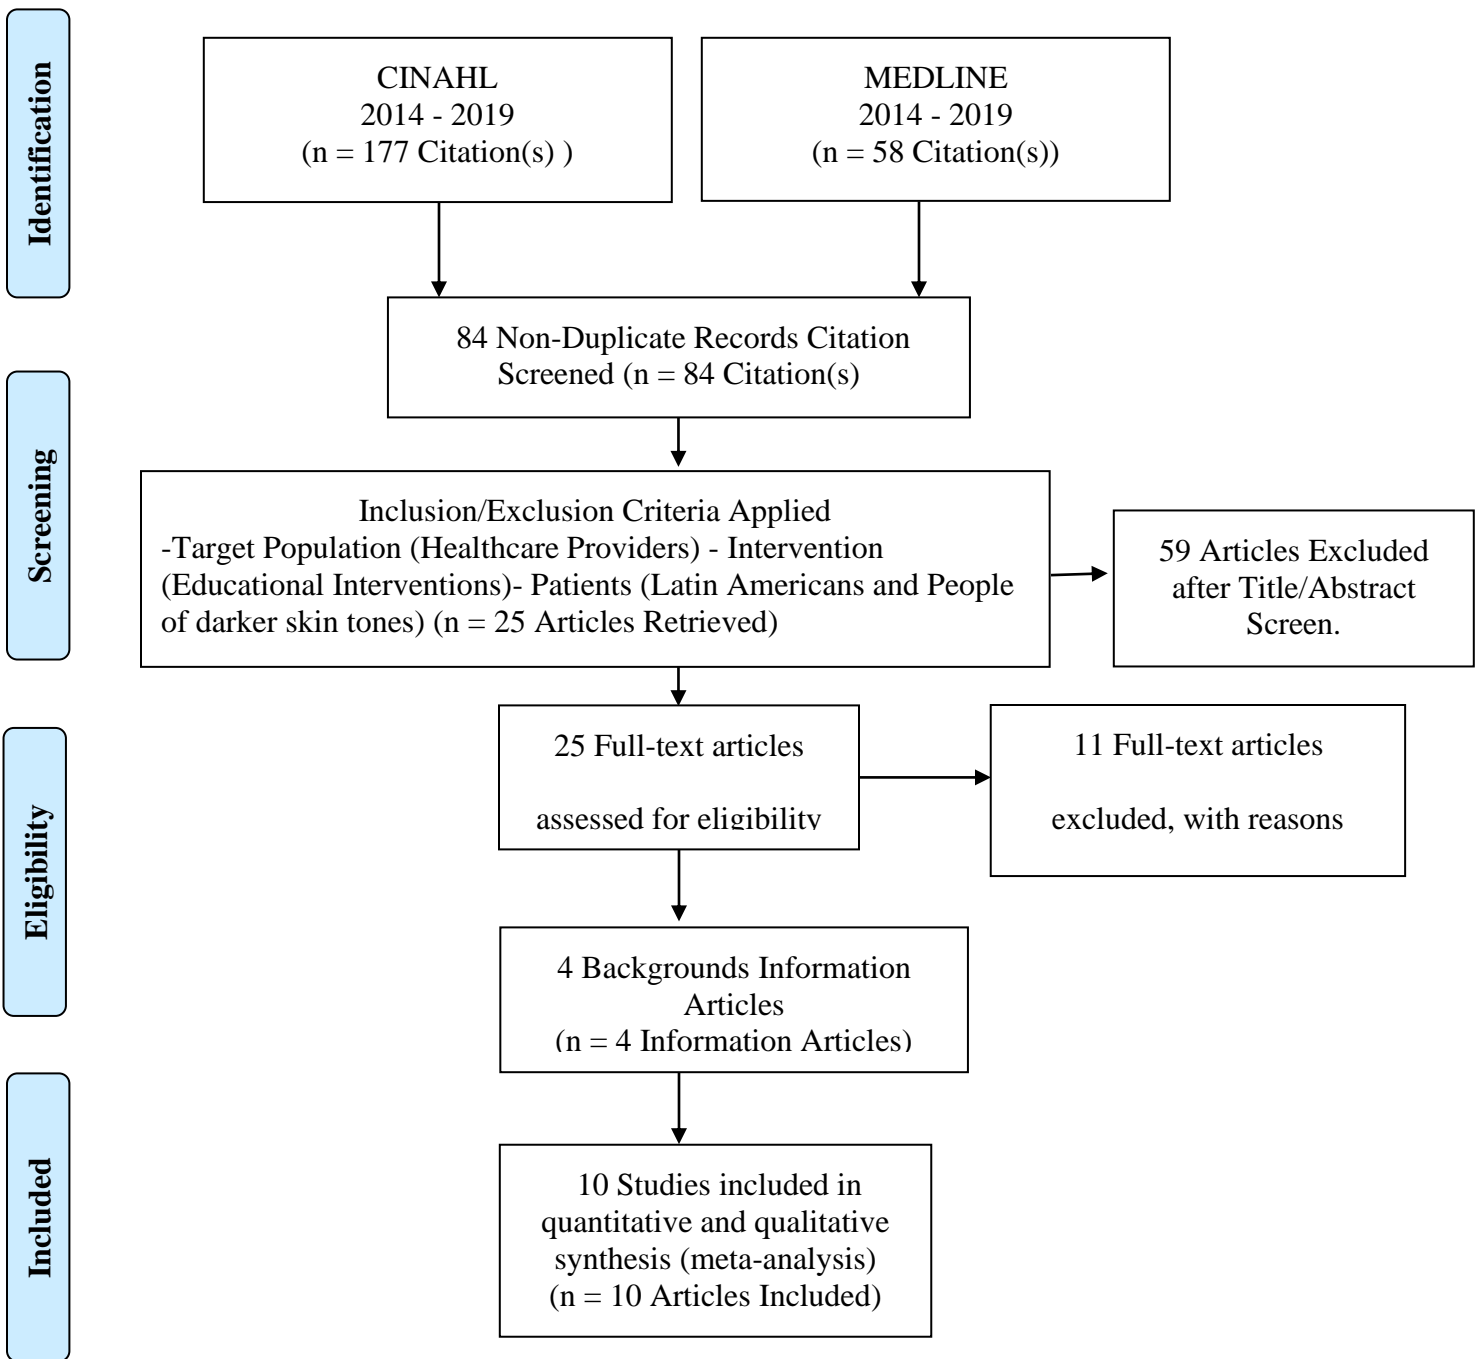 Identification
CINAHL
2014 - 2019
(n = 177 Citation(s) )
MEDLINE
2014 - 2019
(n = 58 Citation(s))
84 Non-Duplicate Records Citation
Screened (n = 84 Citation(s)
Screening
Inclusion/Exclusion Criteria Applied
-Target Population (Healthcare Providers) - Intervention
(Educational Interventions)- Patients (Latin Americans and People
of darker skin tones) (n = 25 Articles Retrieved)
59 Articles Excluded
after Title/Abstract
Screen.
Eligibility
25 Full-text articles
assessed for eligibility
11 Full-text articles
excluded, with reasons
4 Backgrounds Information
Articles
(n = 4 Information Articles)
Included
10 Studies included in
quantitative and qualitative
synthesis (meta-analysis)
(n = 10 Articles Included)